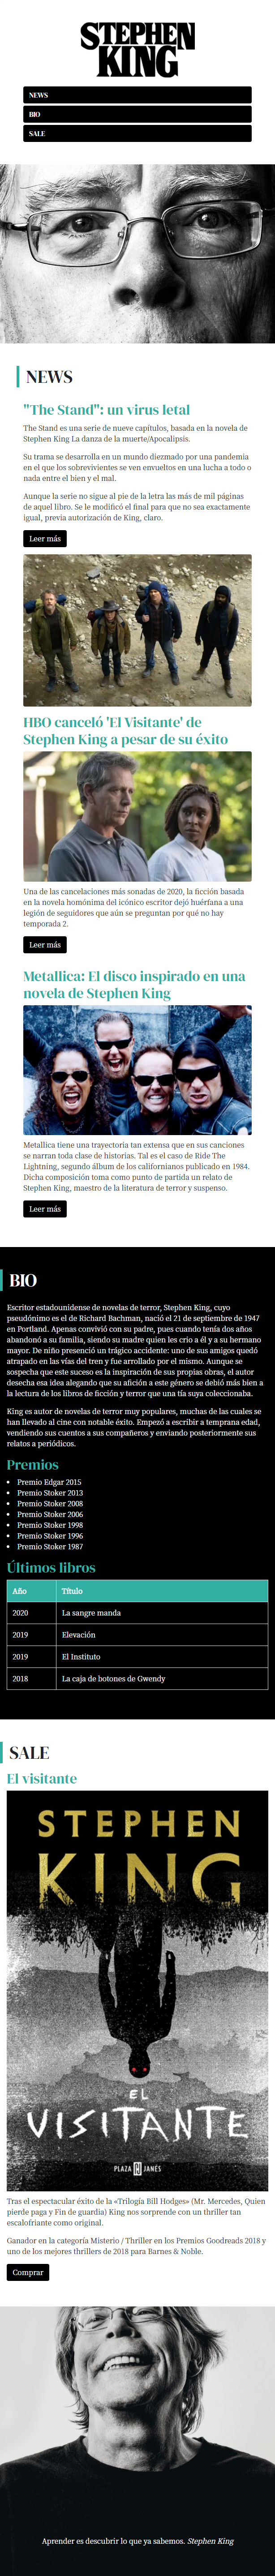 STEPHEN
KING
NEWS
BIO
SALE
NEWS
"The Stand": un virus letal
The Stand es una serie de nueve capítulos, basada en la novela de
Stephen King La danza de la muerte/Apocalipsis.
Su trama se desarrolla en un mundo diezmado por una pandemia
en el que los sobrevivientes se ven envueltos en una lucha a todo o
nada entre el bien y el mal.
Aunque la serie no sigue al pie de la letra las más de mil páginas
de aquel libro. Se le modificó el final para que no sea exactamente
igual, previa autorización de King, claro.
Leer más
HBO canceló 'El Visitante' de
Stephen King a pesar de su éxito
Una de las cancelaciones más sonadas de 2020, la ficción basada
en la novela homónima del icónico escritor dejó huérfana a una
legión de seguidores que aún se preguntan por qué no hay
temporada 2.
Leer más
Metallica: El disco inspirado en una
novela de Stephen King
Metallica tiene una trayectoria tan extensa que en sus canciones
se narran toda clase de historias. Tal es el caso de Ride The
Lightning, segundo álbum de los californianos publicado en 1984.
Dicha composición toma como punto de partida un relato de
Stephen King, maestro de la literatura de terror y suspenso.
Leer más
BIO
Escritor estadounidense de novelas de terror, Stephen King, cuyo
pseudónimo es el de Richard Bachman, nació el 21 de septiembre de 1947
en Portland. Apenas convivió con su padre, pues cuando tenía dos años
abandonó a su familia, siendo su madre quien les crio a él y a su hermano
mayor. De niño presenció un trágico accidente: uno de sus amigos quedó
atrapado en las vías del tren y fue arrollado por el mismo. Aunque se
sospecha que este suceso es la inspiración de sus propias obras, el autor
desecha esa idea alegando que su afición a este género se debió más bien a
la lectura de los libros de ficción y terror que una tía suya coleccionaba.
King es autor de novelas de terror muy populares, muchas de las cuales se
han llevado al cine con notable éxito. Empezó a escribir a temprana edad,
vendiendo sus cuentos a sus compañeros y enviando posteriormente sus
relatos a periódicos.
Premios
• Premio Edgar 2015
• Premio Stoker 2013
• Premio Stoker 2008
• Premio Stoker 2006
• Premio Stoker 1998
• Premio Stoker 1996
• Premio Stoker 1987
Últimos libros
Año Título
2020 La sangre manda
2019 Elevación
2019 El Instituto
2018 La caja de botones de Gwendy
SALE
El visitante
STEPHEN
KING
EL
VISITANTE
PLAZA JANÉS
Tras el espectacular éxito de la «Trilogía Bill Hodges» (Mr. Mercedes, Quien
pierde paga y Fin de guardia) King nos sorprende con un thriller tan
escalofriante como original.
Ganador en la categoría Misterio / Thriller en los Premios Goodreads 2018 y
uno de los mejores thrillers de 2018 para Barnes & Noble.
Comprar
Aprender es descubrir lo que ya sabemos. Stephen King